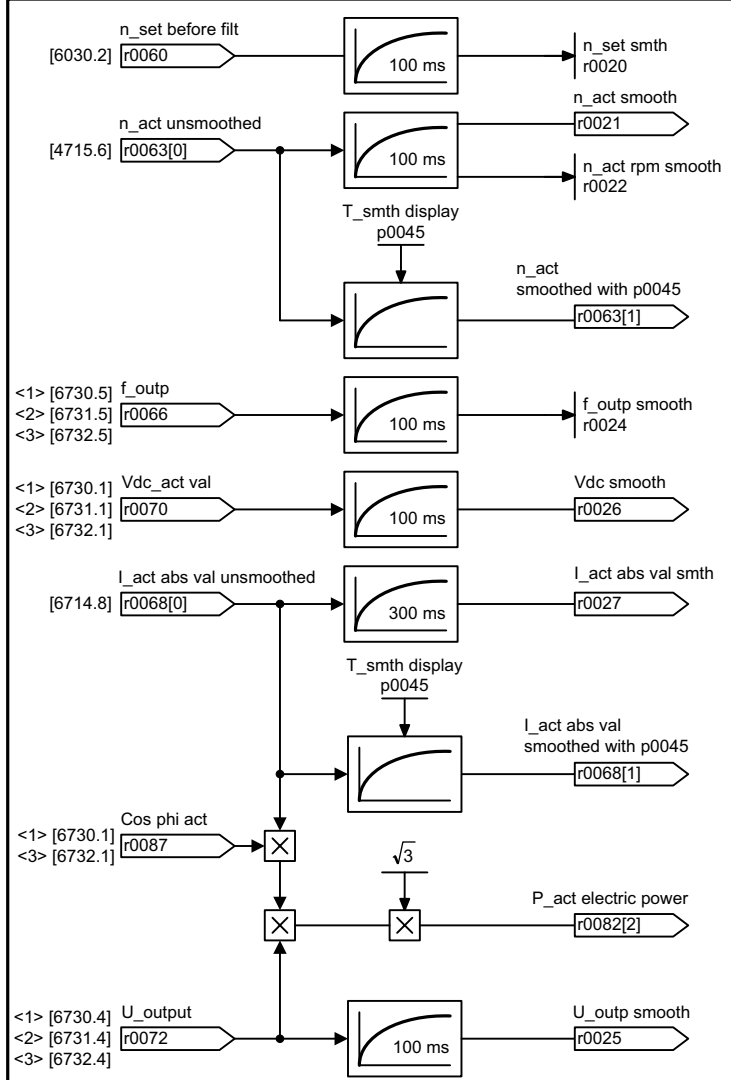 n_set before filt
[6030.2]
r0060
100 ms
n_set smth
r0020
n_act unsmoothed
[4715.6]
r0063[0]
100 ms
n_act smooth
r0021
n_act rpm smooth
r0022
T_smth display
p0045
n_act
smoothed with p0045
r0063[1]
<1> [6730.5]
<2> [6731.5]
<3> [6732.5]
f_outp
r0066
100 ms
f_outp smooth
r0024
<1> [6730.1]
<2> [6731.1]
<3> [6732.1]
Vdc_act val
r0070
100 ms
Vdc smooth
r0026
I_act abs val unsmoothed
[6714.8]
r0068[0]
300 ms
I_act abs val smth
r0027
T_smth display
p0045
I_act abs val
smoothed with p0045
r0068[1]
Cos phi act
<1> [6730.1]
<3> [6732.1]
r0087
√3
P_act electric power
r0082[2]
<1> [6730.4]
<2> [6731.4]
<3> [6732.4]
U_output
r0072
100 ms
U_outp smooth
r0025